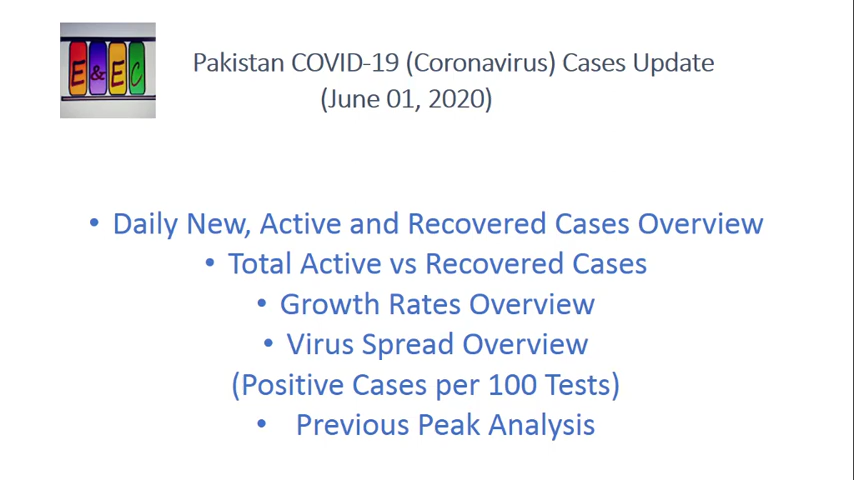 E&EC
Pakistan COVID-19 (Coronavirus) Cases Update
(June 01, 2020)
• Daily New, Active and Recovered Cases Overview
• Total Active vs Recovered Cases
• Growth Rates Overview
• Virus Spread Overview
(Positive Cases per 100 Tests)
• Previous Peak Analysis